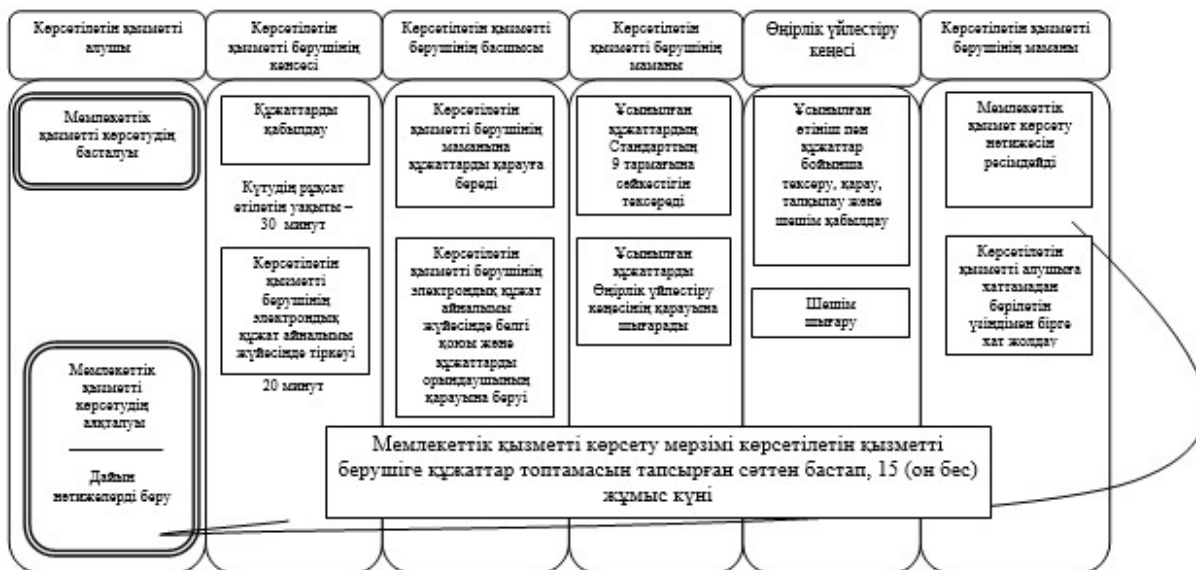 Көрсетілетін қызметті
алушы
Көрсетілетін
қызметті берушінің
кеңсесі
Көрсетілетін қызметті
берушінің басшысы
Көрсетілетін
қызметті берушінің
маманы
Өңірлік үйлестіру
кеңесі
Көрсетілетін қызметті
берушінің маманы
Мемлекеттік
қызметті көрсетудің
басталуы
Мемлекеттік
қызметті
көрсетудің
аяқталуы
Дайын
нәтижелерді беру
Құжаттарды
қабылдау
Күтудің рұқсат
етілетін уақыты –
30 минут
Көрсетілетін
қызметті
берушінің
электрондық
құжат айналымы
жүйесінде тіркеуі
20 минут
Көрсетілетін
қызметті берушінің
маманына
құжаттарды қарауға
береді
Көрсетілетін
қызметті берушінің
электрондық құжат
айналымы
жүйесінде белгі
қоюы және
құжаттарды
орындаушының
қарауына беруі
Ұсынылған
құжаттардың
Стандарттың
9 тармағына
сәйкестігін
тексереді
Ұсынылған
құжаттарды
Өңірлік үйлестіру
кеңесінің қарауына
шығарады
Ұсынылған
өтініш пен
құжаттар
бойынша
тексеру, қарау,
талқылау және
шешім қабылдау
Шешім
шығару
Мемлекеттік
қызмет көрсету
нәтижесін
ресімдейді
Көрсетілетін
қызметті алушыға
хаттамадан
берілетін
үзіндімен бірге
хат жолдау
Мемлекеттік қызметті көрсету мерзімі көрсетілетін қызметті
берушіге құжаттар топтамасын тапсырған сәттен бастап, 15 (он бес)
жұмыс күні